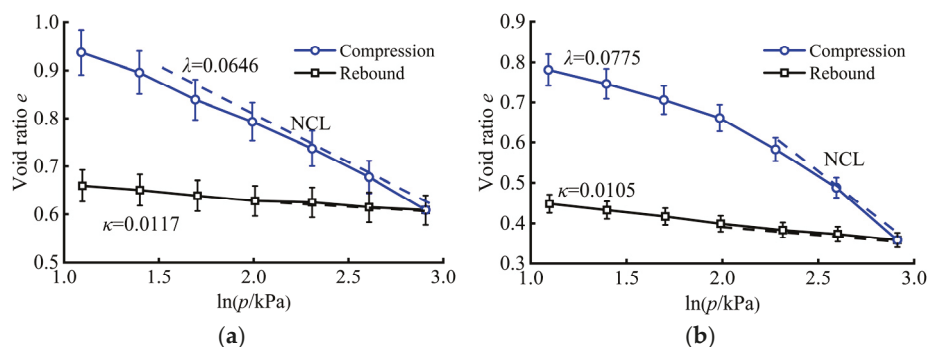 1.0
0.9
0.8
0.7
0.6
0.5
Void ratio e
λ=0.0646
Compression
Rebound
NCL
κ=0.0117
1.0 1.5 2.0 2.5 3.0
ln(p/kPa)
(a)
0.9
0.8
0.7
0.6
0.5
0.4
0.3
Void ratio e
λ=0.0775
Compression
Rebound
NCL
κ=0.0105
1.0 1.5 2.0 2.5 3.0
ln(p/kPa)
(b)